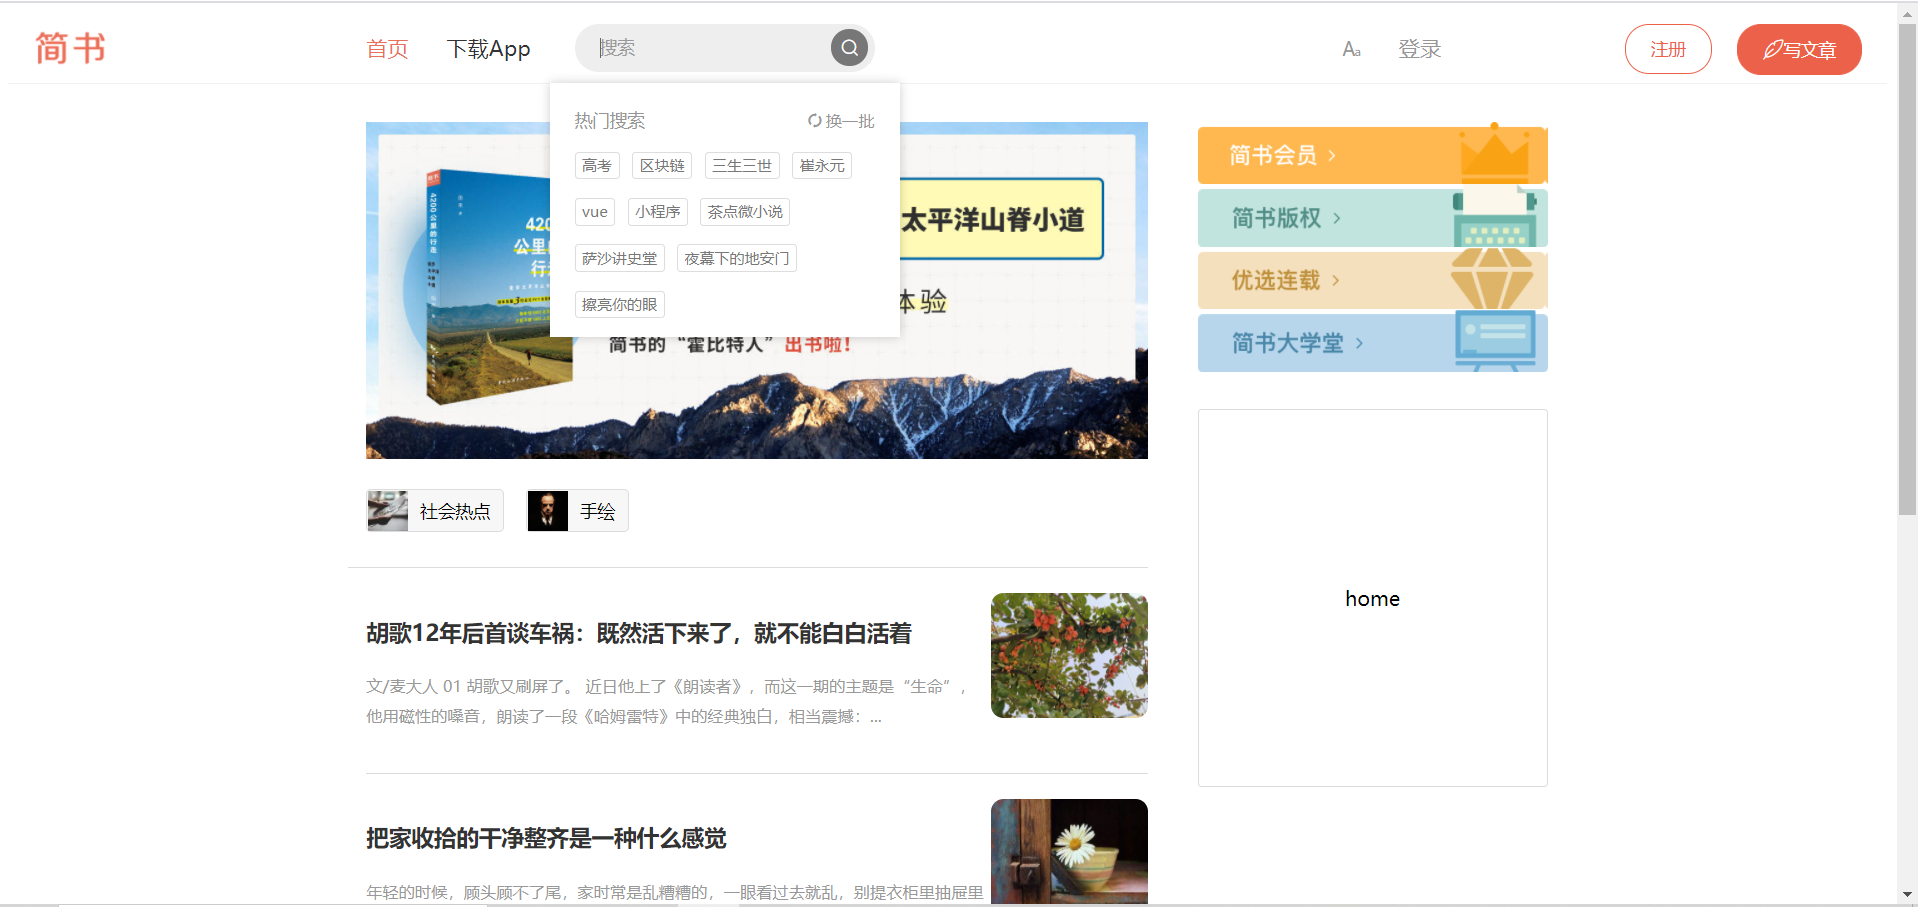 简书
首页
下载App
搜索
Aa
登录
注册
写文章
热门搜索
换一批
高考
区块链
三生三世
崔永元
vue
小程序
茶点微小说
萨沙讲史堂
夜幕下的地安门
擦亮你的眼
太平洋山脊小道
体验
简书的“霍比特人”出书啦！
4200公里的行走
420
公里的
行走
简书会员
简书版权
优选连载
简书大学堂
home
社会热点
手绘
胡歌12年后首谈车祸：既然活下来了，就不能白白活着
文/麦大人 01 胡歌又刷屏了。 近日他上了《朗读者》，而这一期的主题是“生命”，
他用磁性的嗓音，朗读了一段《哈姆雷特》中的经典独白，相当震撼：...
把家收拾的干净整齐是一种什么感觉
年轻的时候，顾头顾不了尾，家时常是乱糟糟的，一眼看过去就乱，别提衣柜里抽屉里